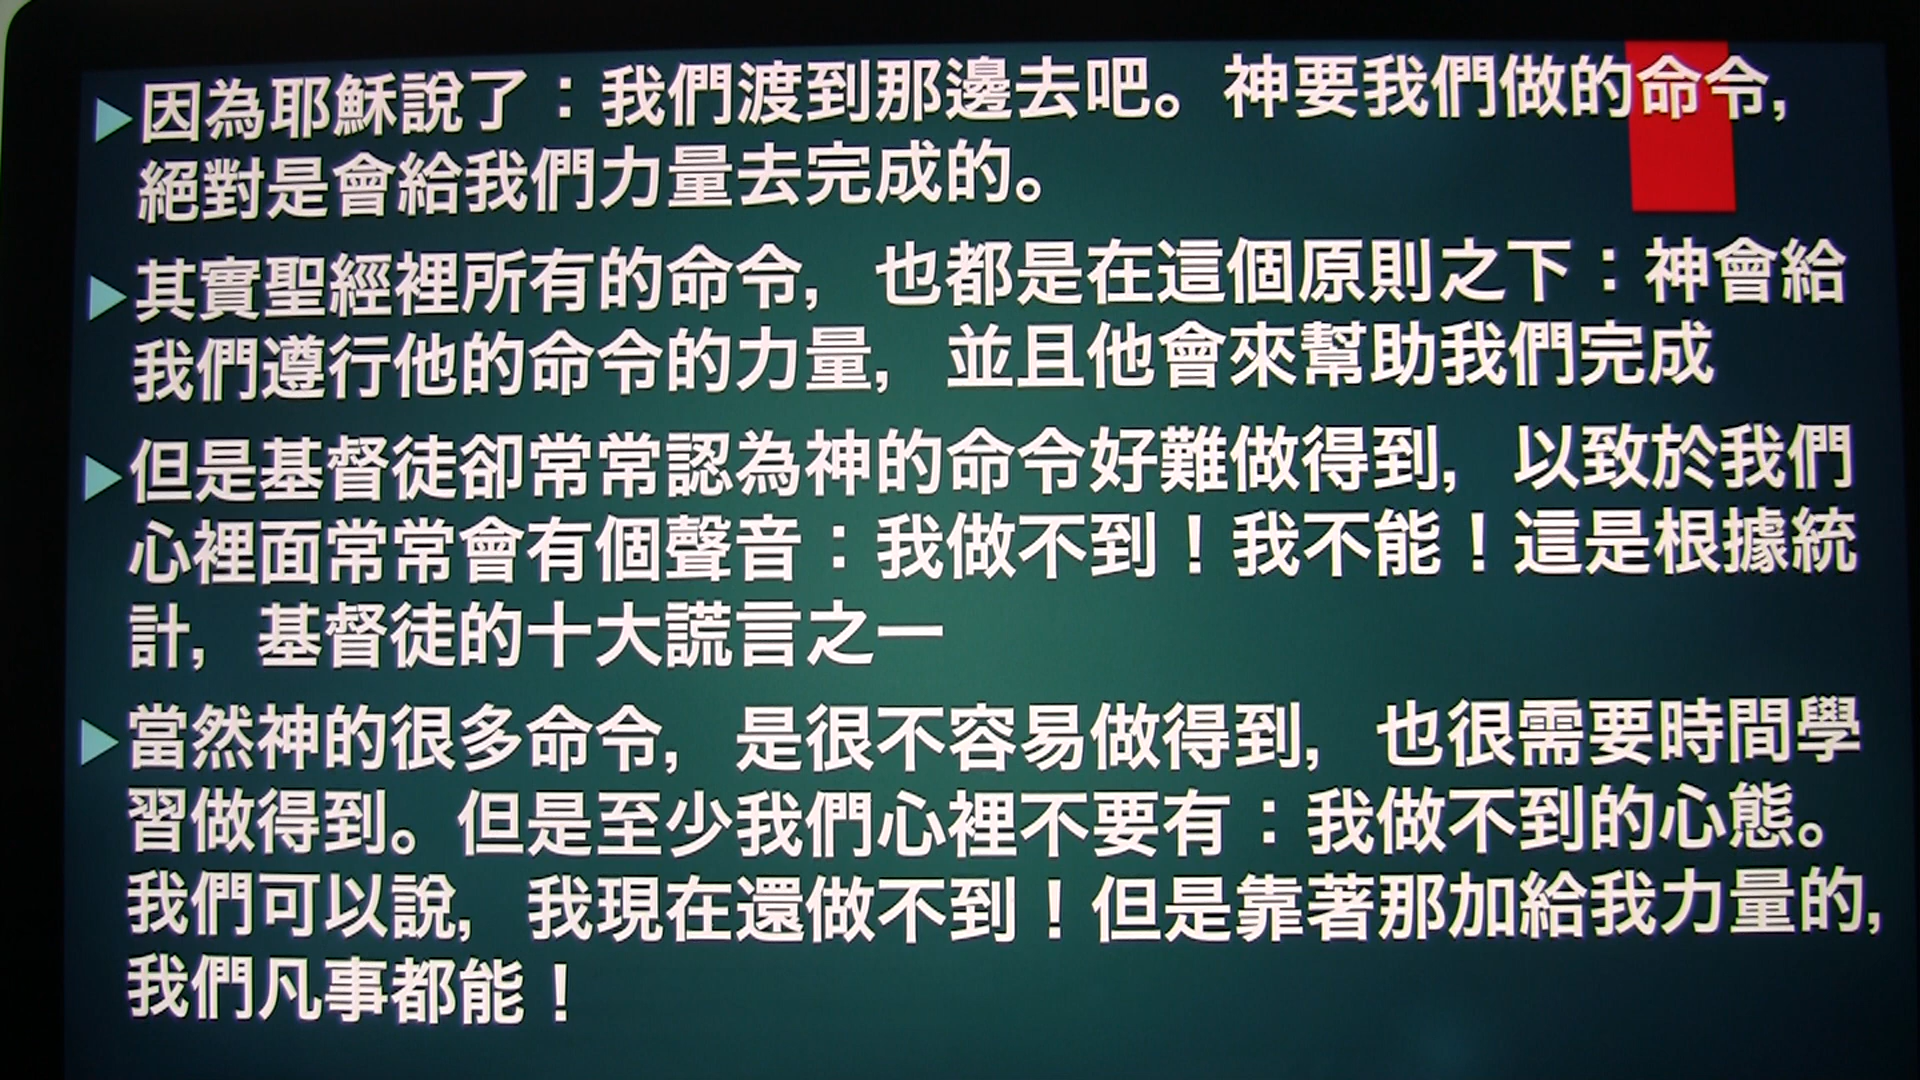 因為耶穌說了：我們渡到那邊去吧。神要我們做的命令,
絕對是會給我們力量去完成的。
其實聖經裡所有的命令, 也都是在這個原則之下：神會給
我們遵行他的命令的力量, 並且他會來幫助我們完成
但是基督徒卻常常認為神的命令好難做得到, 以致於我們
心裡面常常會有個聲音：我做不到！我不能！這是根據統
計, 基督徒的十大謊言之一
當然神的很多命令, 是很不容易做得到, 也很需要時間學
習做得到。但是至少我們心裡不要有：我做不到的心態。
我們可以說, 我現在還做不到！但是靠著那加給我力量的,
我們凡事都能！